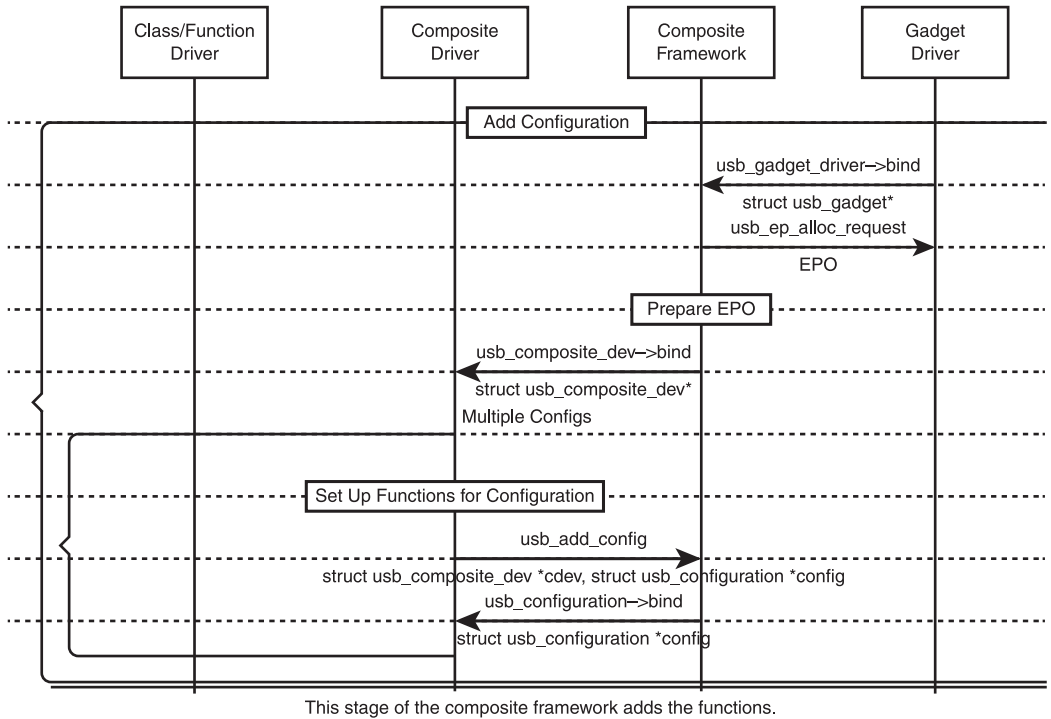 Class/Function
Driver
Composite
Driver
Composite
Framework
Gadget
Driver
Add Configuration
usb_gadget_driver–>bind
struct usb_gadget*
usb_ep_alloc_request
EPO
Prepare EPO
usb_composite_dev–>bind
struct usb_composite_dev*
Multiple Configs
Set Up Functions for Configuration
usb_add_config
struct usb_composite_dev *cdev, struct usb_configuration *config
usb_configuration–>bind
struct usb_configuration *config
This stage of the composite framework adds the functions.